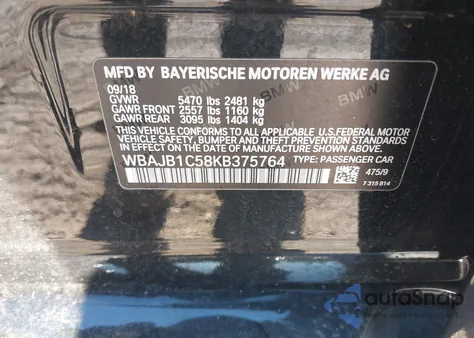 MFD BY BAYERISCHE MOTOREN WERKE AG
09/18
GVWR 5470 lbs 2481 kg
GAWR FRONT 2557 lbs 1160 kg
GAWR REAR 3095 lbs 1404 kg
THIS VEHICLE CONFORMS TO ALL APPLICABLE U.S.FEDERAL MOTOR
VEHICLE SAFETY, BUMPER AND THEFT PREVENTION STANDARDS
IN EFFECT ON THE DATE OF MANUFACTURE SHOWN ABOVE.
WBAJB1C58KB375764 TYPE: PASSENGER CAR
475/9
7 315 814
autoSnap